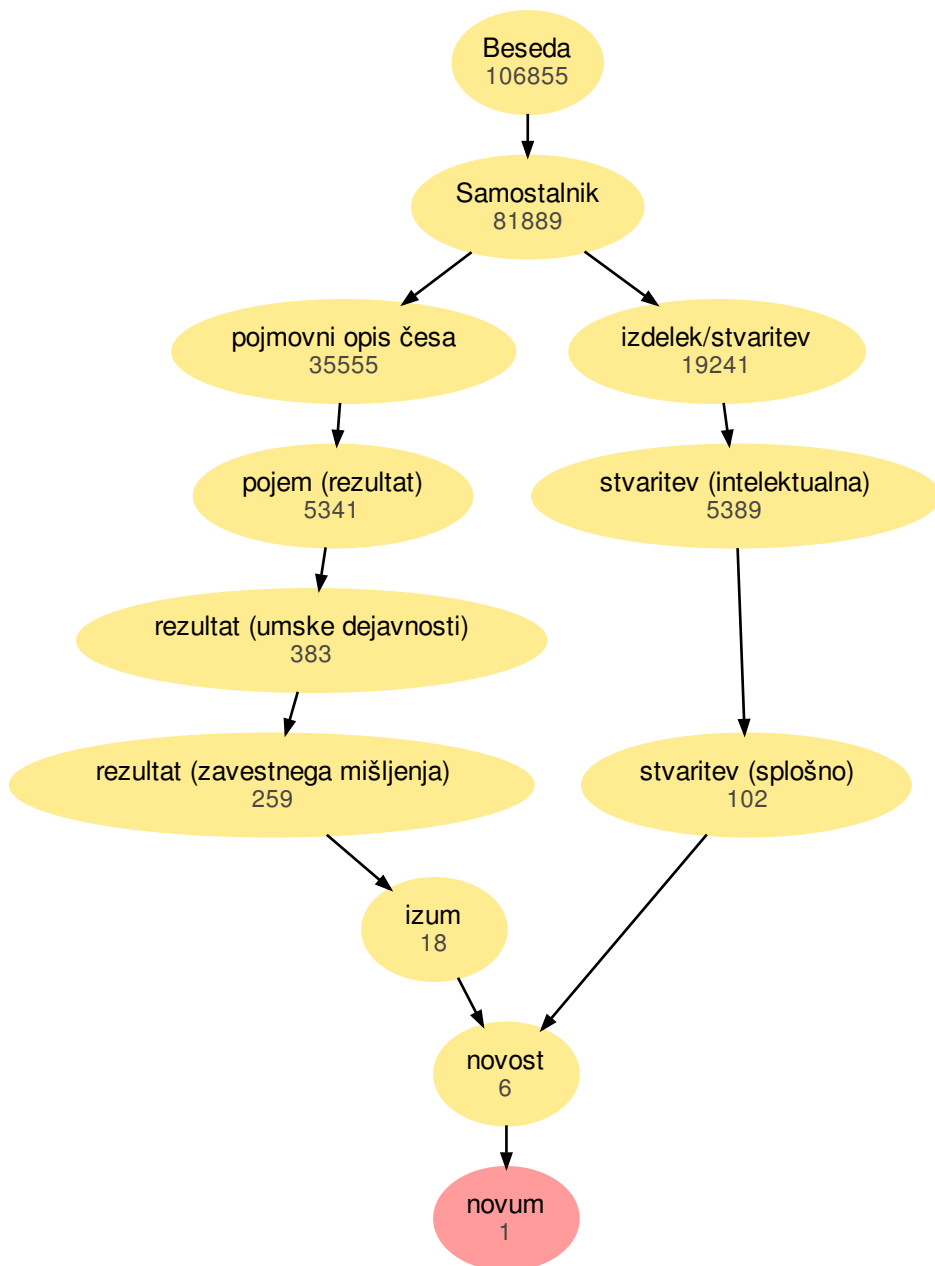 Beseda
106855
Samostalnik
81889
pojmovni opis česa
35555
izdelek/stvaritev
19241
pojem (rezultat)
5341
stvaritev (intelektualna)
5389
rezultat (umske dejavnosti)
383
rezultat (zavestnega mišljenja)
259
stvaritev (splošno)
102
izum
18
novost
6
novum
1